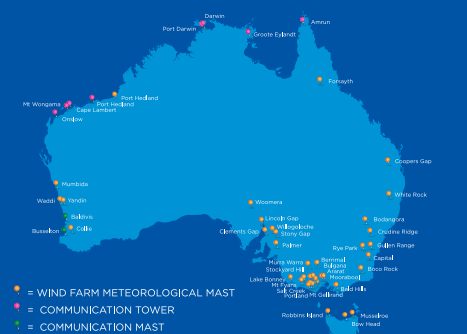 Darwin
Port Darwin
Amrun
Groote Eylandt
Forsyth
Port Hedland
Port Hedland
Mt Wongama
Cape Lambert
Onslow
Coopers Gap
Mumbida
White Rock
Waddi
Yandin
Woomera
Baldivis
Lincoln Gap
Bodangora
Busselton
Collie
Clements Gap
Willogoleche
Stony Gap
Crudine Ridge
Palmer
Rye Park
Gullen Range
Capital
Murra Warra
Berrimal
Bulgana
Boco Rock
Stockyard Hill
Ararat
Lake Bonney
Moorabool
Mt Fyans
Bald Hills
Salt Creek
Portland
Mt Gellibrand
= WIND FARM METEOROLOGICAL MAST
= COMMUNICATION TOWER
= COMMUNICATION MAST
Robbins Island
Musselroe
Bow Head